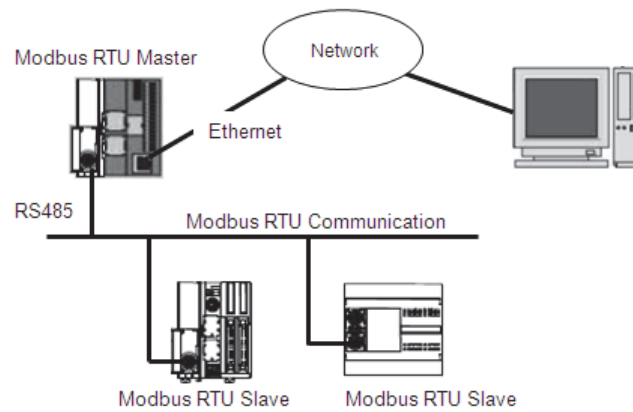 Modbus RTU Master
Network
Ethernet
RS485
Modbus RTU Communication
Modbus RTU Slave
Modbus RTU Slave